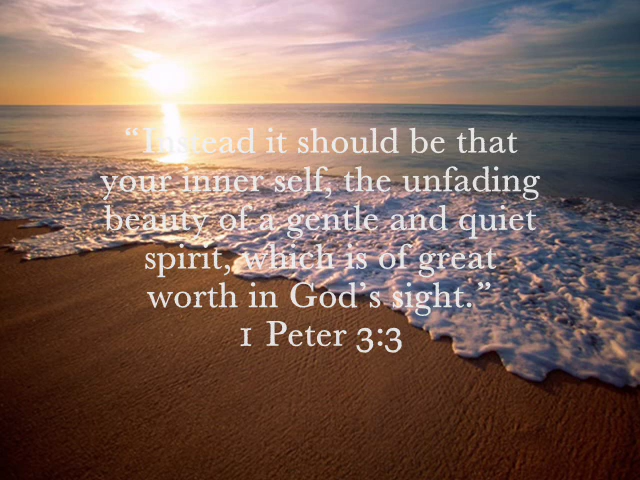 “Instead it should be that
your inner self, the unfading
beauty of a gentle and quiet
spirit, which is of great
worth in God’s sight.”
1 Peter 3:3